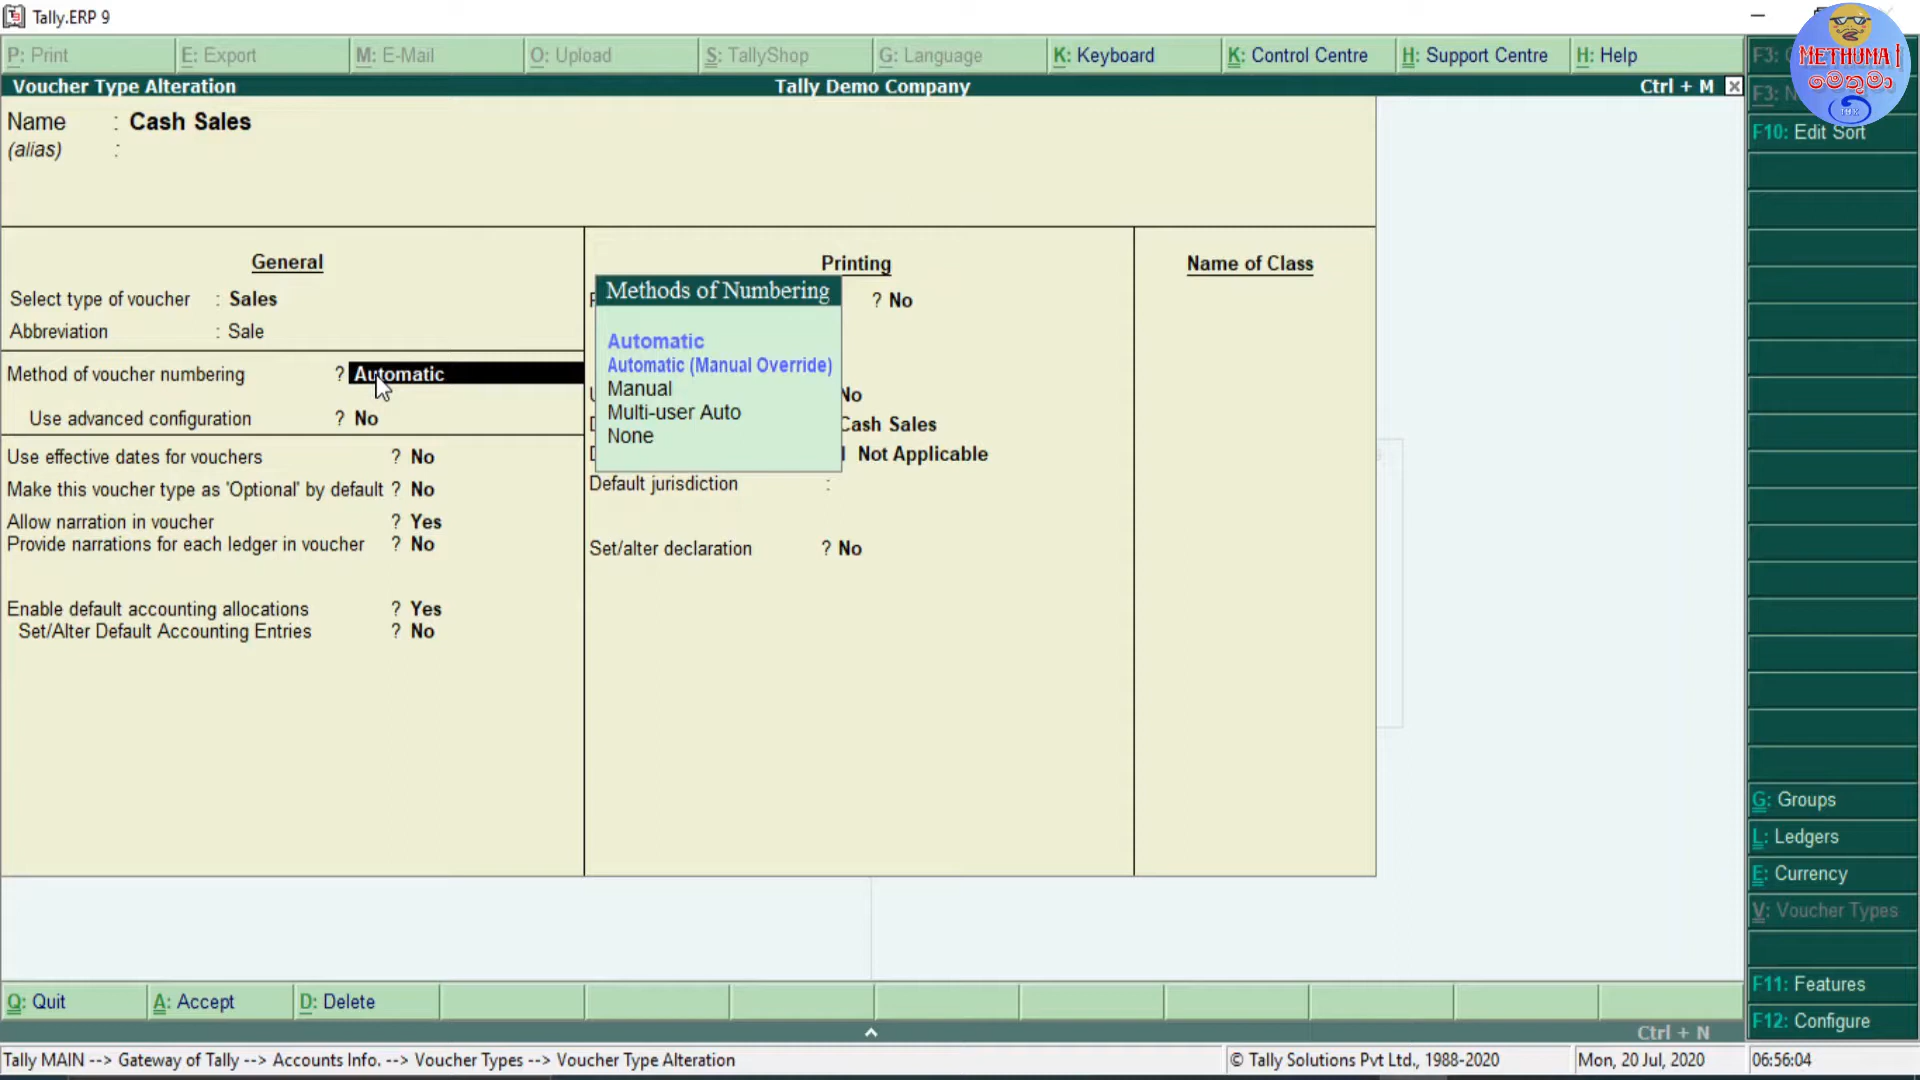 Tally.ERP 9
P: Print
E: Export
M: E-Mail
O: Upload
S: TallyShop
G: Language
K: Keyboard
K: Control Centre
H: Support Centre
H: Help
Voucher Type Alteration
Tally Demo Company
Ctrl + M
Name : Cash Sales
(alias) :
General
Select type of voucher : Sales
Abbreviation : Sale
Method of voucher numbering ? Automatic
Use advanced configuration ? No
Use effective dates for vouchers ? No
Make this voucher type as 'Optional' by default ? No
Allow narration in voucher ? Yes
Provide narrations for each ledger in voucher ? No
Enable default accounting allocations ? Yes
Set/Alter Default Accounting Entries ? No
Printing
? No
No
Cash Sales
Not Applicable
Default jurisdiction :
Set/alter declaration ? No
Methods of Numbering
Automatic
Automatic (Manual Override)
Manual
Multi-user Auto
None
Name of Class
F3:
F3:
F10: Edit Sort
G: Groups
L: Ledgers
E: Currency
V: Voucher Types
F11: Features
F12: Configure
METHUMA
මෙතුමා
Q: Quit
A: Accept
D: Delete
Ctrl + N
Tally MAIN --> Gateway of Tally --> Accounts Info. --> Voucher Types --> Voucher Type Alteration
© Tally Solutions Pvt Ltd., 1988-2020
Mon, 20 Jul, 2020
06:56:04